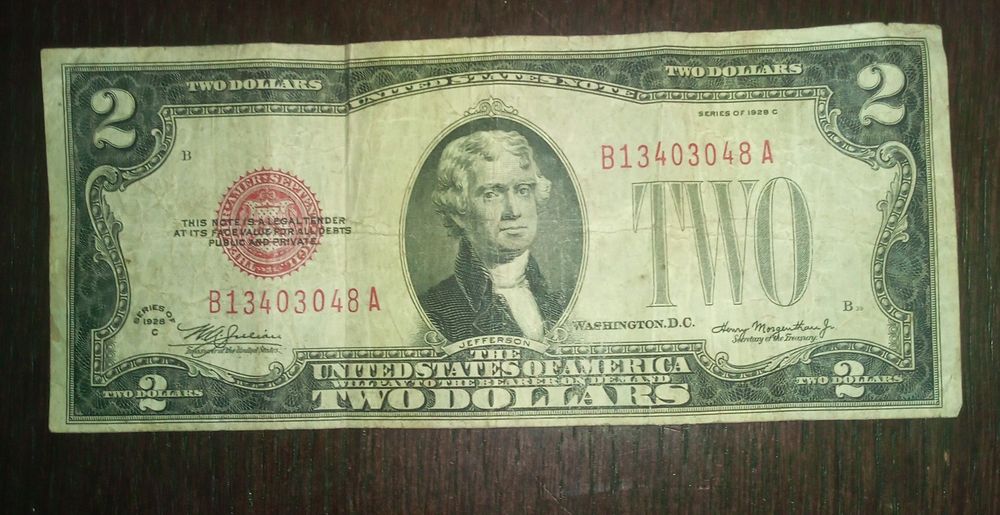 TWO DOLLARS
UNITED STATES NOTE
TWO DOLLARS
2
2
SERIES OF 1928 C
B
B13403048 A
THIS NOTE IS A LEGAL TENDER
AT ITS FACE VALUE FOR ALL DEBTS
PUBLIC AND PRIVATE.
TWO
B13403048 A
SERIES OF
1928
C
Treasurer of the United States
JEFFERSON
WASHINGTON, D.C.
B
Henry Morgenthau Jr.
Secretary of the Treasury
THE
UNITED STATES OF AMERICA
WILL PAY TO THE BEARER ON DEMAND
TWO DOLLARS
TWO DOLLARS
2
TWO DOLLARS
2